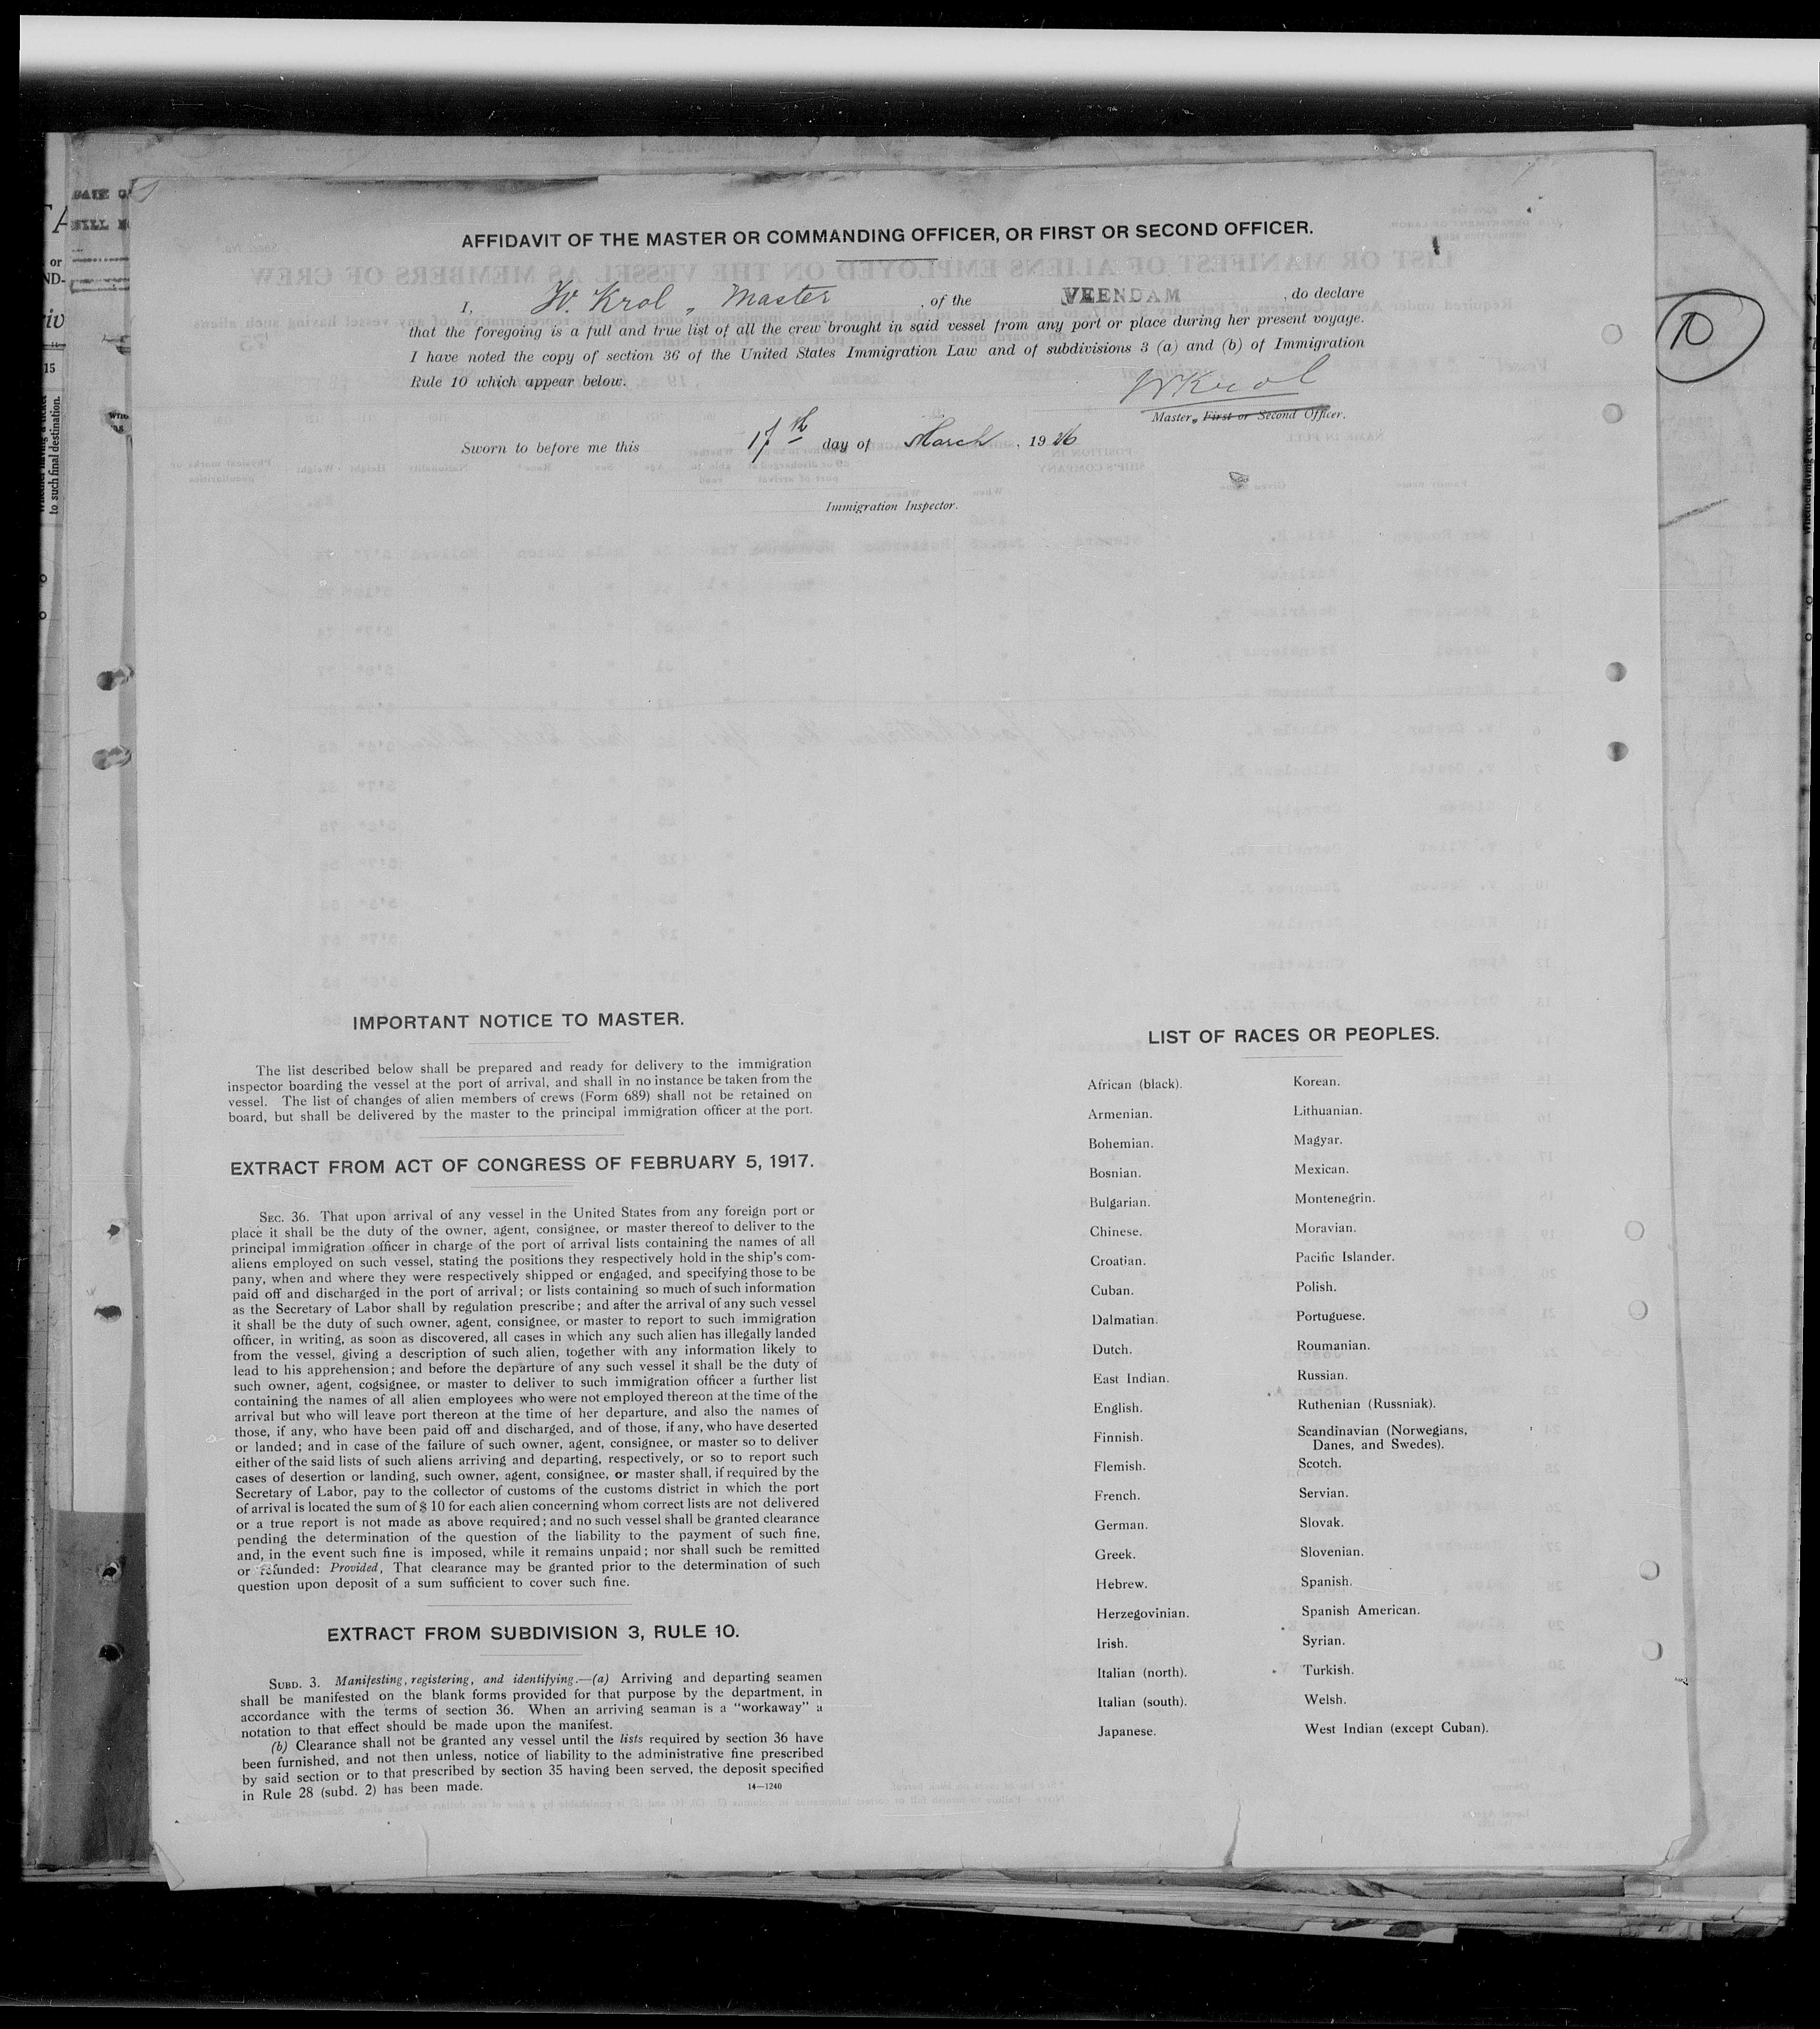 AFFIDAVIT OF THE MASTER OR COMMANDING OFFICER, OR FIRST OR SECOND OFFICER.
I, W. Krol, Master, of the VEENDAM, do declare
that the foregoing is a full and true list of all the crew brought in said vessel from any port or place during her present voyage.
I have noted the copy of section 36 of the United States Immigration Law and of subdivisions 3 (a) and (b) of Immigration
Rule 10 which appear below.
WKrol
Master, First or Second Officer.
Sworn to before me this 17th day of March, 1926
Immigration Inspector.
10
IMPORTANT NOTICE TO MASTER.
The list described below shall be prepared and ready for delivery to the immigration
inspector boarding the vessel at the port of arrival, and shall in no instance be taken from the
vessel. The list of changes of alien members of crews (Form 689) shall not be retained on
board, but shall be delivered by the master to the principal immigration officer at the port.
EXTRACT FROM ACT OF CONGRESS OF FEBRUARY 5, 1917.
SEC. 36. That upon arrival of any vessel in the United States from any foreign port or
place it shall be the duty of the owner, agent, consignee, or master thereof to deliver to the
principal immigration officer in charge of the port of arrival lists containing the names of all
aliens employed on such vessel, stating the positions they respectively hold in the ship's com-
pany, when and where they were respectively shipped or engaged, and specifying those to be
paid off and discharged in the port of arrival; or lists containing so much of such information
as the Secretary of Labor shall by regulation prescribe; and after the arrival of any such vessel
it shall be the duty of such owner, agent, consignee, or master to report to such immigration
officer, in writing, as soon as discovered, all cases in which any such alien has illegally landed
from the vessel, giving a description of such alien, together with any information likely to
lead to his apprehension; and before the departure of any such vessel it shall be the duty of
such owner, agent, cogsignee, or master to deliver to such immigration officer a further list
containing the names of all alien employees who were not employed thereon at the time of the
arrival but who will leave port thereon at the time of her departure, and also the names of
those, if any, who have been paid off and discharged, and of those, if any, who have deserted
or landed; and in case of the failure of such owner, agent, consignee, or master so to deliver
either of the said lists of such aliens arriving and departing, respectively, or so to report such
cases of desertion or landing, such owner, agent, consignee, or master shall, if required by the
Secretary of Labor, pay to the collector of customs of the customs district in which the port
of arrival is located the sum of $10 for each alien concerning whom correct lists are not delivered
or a true report is not made as above required; and no such vessel shall be granted clearance
pending the determination of the question of the liability to the payment of such fine,
and, in the event such fine is imposed, while it remains unpaid; nor shall such be remitted
or refunded: Provided, That clearance may be granted prior to the determination of such
question upon deposit of a sum sufficient to cover such fine.
EXTRACT FROM SUBDIVISION 3, RULE 10.
SUBD. 3. Manifesting, registering, and identifying.—(a) Arriving and departing seamen
shall be manifested on the blank forms provided for that purpose by the department, in
accordance with the terms of section 36. When an arriving seaman is a "workaway" a
notation to that effect should be made upon the manifest.
(b) Clearance shall not be granted any vessel until the lists required by section 36 have
been furnished, and not then unless, notice of liability to the administrative fine prescribed
by said section or to that prescribed by section 35 having been served, the deposit specified
in Rule 28 (subd. 2) has been made.
14—1240
LIST OF RACES OR PEOPLES.
African (black).
Armenian.
Bohemian.
Bosnian.
Bulgarian.
Chinese.
Croatian.
Cuban.
Dalmatian.
Dutch.
East Indian.
English.
Finnish.
Flemish.
French.
German.
Greek.
Hebrew.
Herzegovinian.
Irish.
Italian (north).
Italian (south).
Japanese.
Korean.
Lithuanian.
Magyar.
Mexican.
Montenegrin.
Moravian.
Pacific Islander.
Polish.
Portuguese.
Roumanian.
Russian.
Ruthenian (Russniak).
Scandinavian (Norwegians,
Danes, and Swedes).
Scotch.
Servian.
Slovak.
Slovenian.
Spanish.
Spanish American.
Syrian.
Turkish.
Welsh.
West Indian (except Cuban).